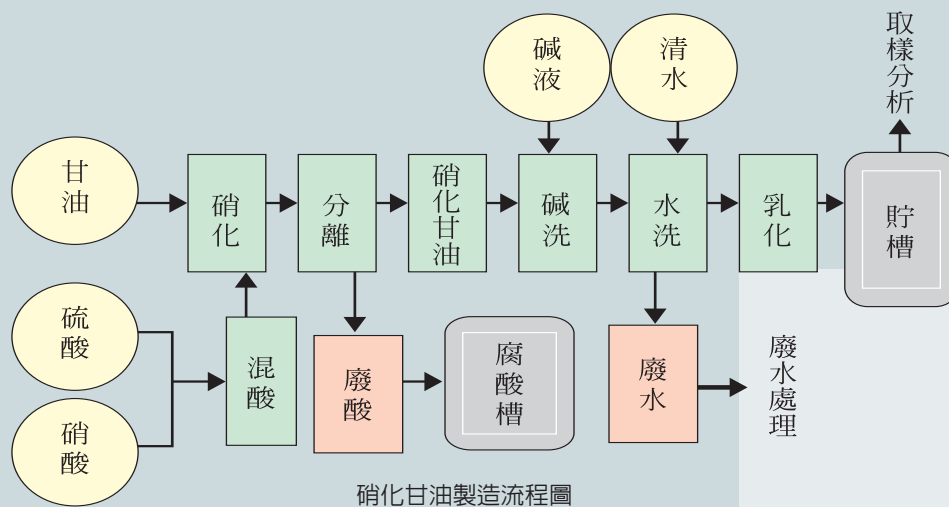 碱液
清水
取樣分析
甘油
硝化
分離
硝化甘油
碱洗
水洗
乳化
貯槽
硫酸
硝酸
混酸
廢酸
腐酸槽
廢水
廢水處理
硝化甘油製造流程圖